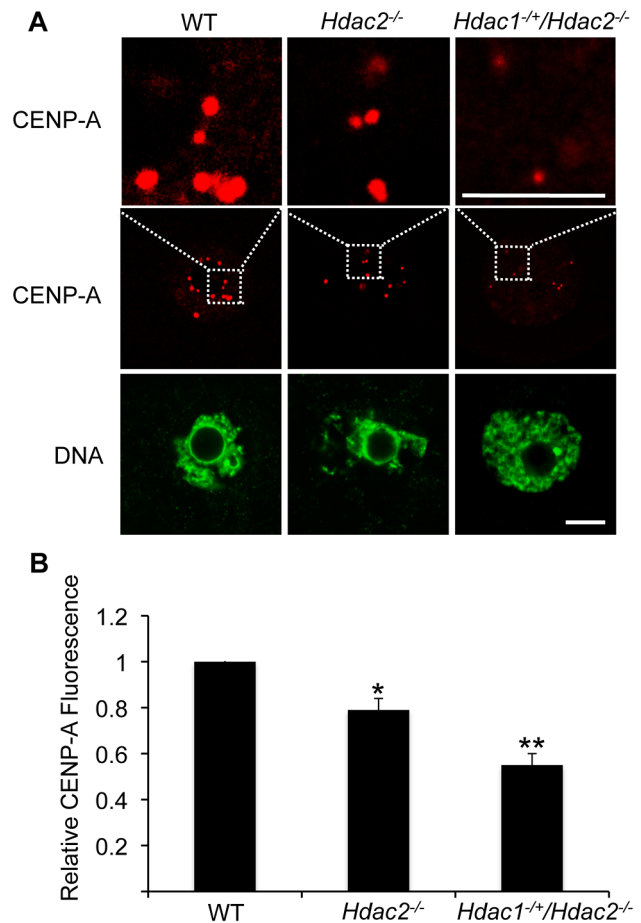 A
WT
Hdac2-/-
Hdac1-/+/Hdac2-/-
CENP-A
CENP-A
DNA
B
Relative CENP-A Fluorescence
1.2
1
0.8
0.6
0.4
0.2
*
**
WT
Hdac2-/-
Hdac1-/+/Hdac2-/-